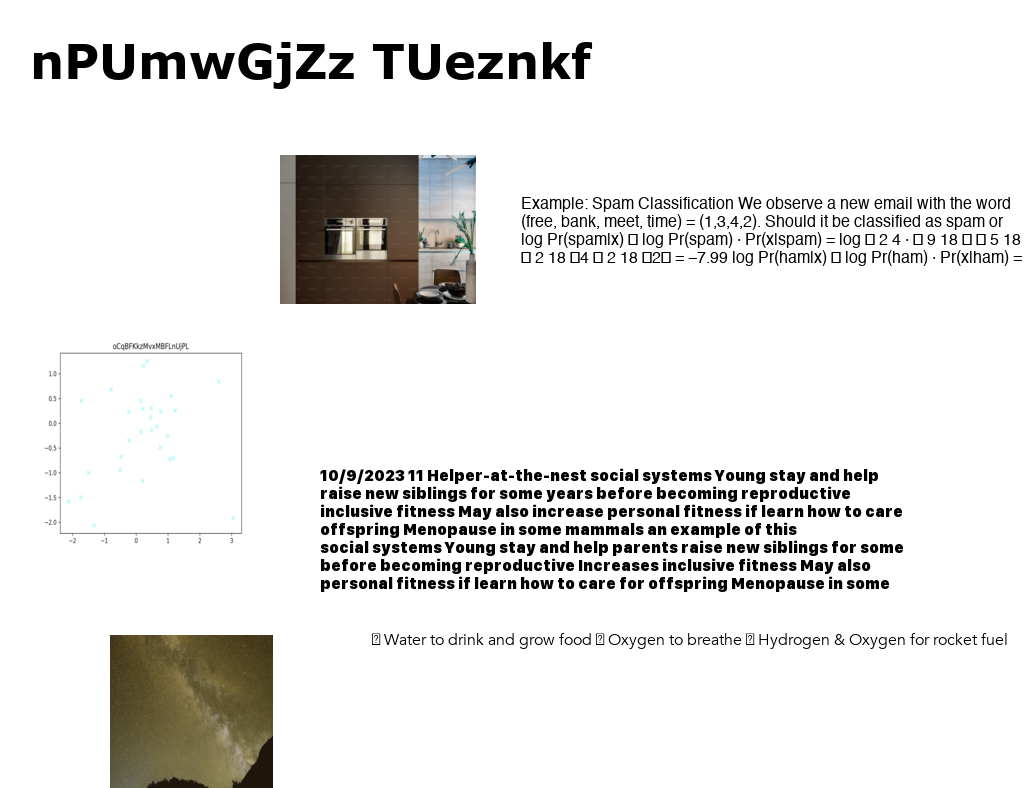 nPUmwGjZz TUeznkf
Example: Spam Classification We observe a new email with the word
(free, bank, meet, time) = (1,3,4,2). Should it be classified as spam or
log Pr(spam|x) � log Pr(spam) · Pr(x|spam) = log � 2 4 · � 9 18 � � 5 18
� 2 18 �4 � 2 18 �2� = −7.99 log Pr(ham|x) � log Pr(ham) · Pr(x|ham) =
oCqBFKkzMvxMBFLnUjPL
1.0
0.5
0.0
−0.5
−1.0
−1.5
−2.0
−2 −1 0 1 2 3
10/9/2023 11 Helper-at-the-nest social systems Young stay and help
raise new siblings for some years before becoming reproductive
inclusive fitness May also increase personal fitness if learn how to care
offspring Menopause in some mammals an example of this
social systems Young stay and help parents raise new siblings for some
before becoming reproductive Increases inclusive fitness May also
personal fitness if learn how to care for offspring Menopause in some
� Water to drink and grow food � Oxygen to breathe � Hydrogen & Oxygen for rocket fuel